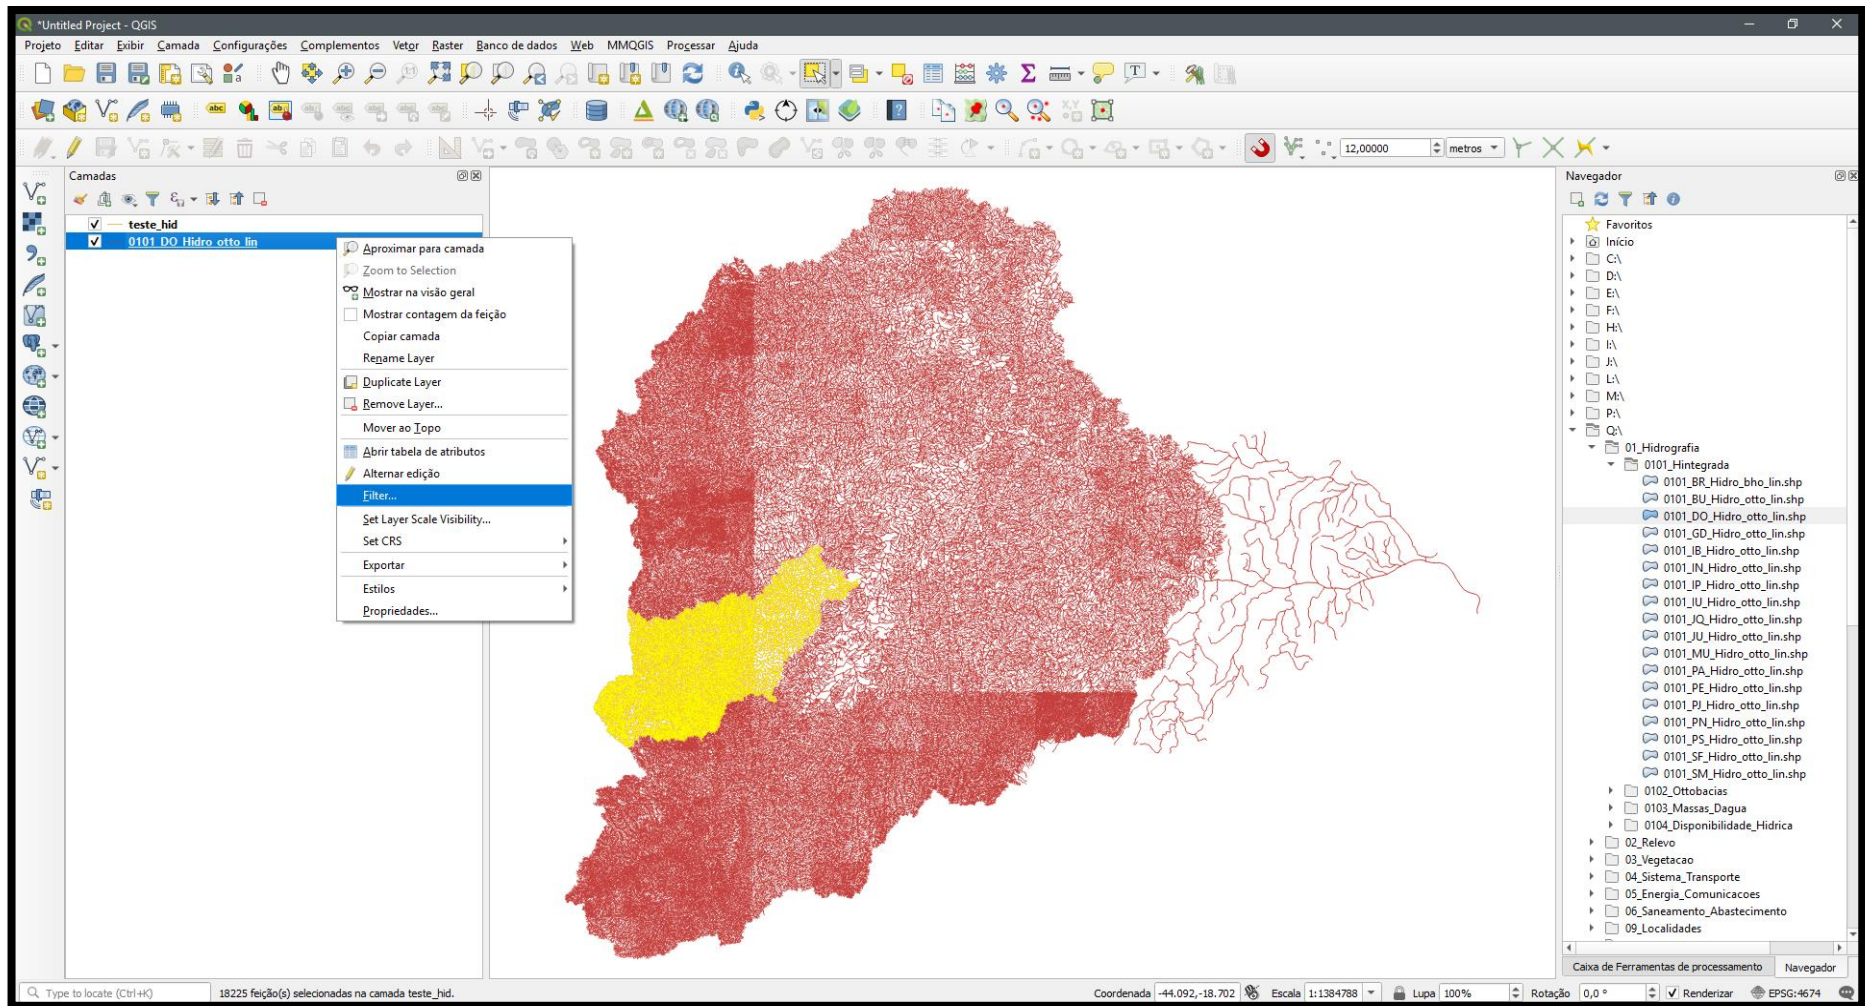 *Untitled Project - QGIS
Projeto Editar Exibir Camada Configurações Complementos Vetor Raster Banco de dados Web MMQGIS Processar Ajuda
12,00000 metros
Camadas
teste_hid
0101_DO_Hidro_otto_lin
Aproximar para camada
Zoom to Selection
Mostrar na visão geral
Mostrar contagem da feição
Copiar camada
Rename Layer
Duplicate Layer
Remove Layer...
Mover ao Topo
Abrir tabela de atributos
Alternar edição
Filter...
Set Layer Scale Visibility...
Set CRS
Exportar
Estilos
Propriedades...
Navegador
Favoritos
Início
C:\
D:\
E:\
F:\
H:\
I:\
J:\
L:\
M:\
P:\
Q:\
01_Hidrografia
0101_Hintegrada
0101_BR_Hidro_bho_lin.shp
0101_BU_Hidro_otto_lin.shp
0101_DO_Hidro_otto_lin.shp
0101_GD_Hidro_otto_lin.shp
0101_IB_Hidro_otto_lin.shp
0101_IN_Hidro_otto_lin.shp
0101_IP_Hidro_otto_lin.shp
0101_IU_Hidro_otto_lin.shp
0101_JQ_Hidro_otto_lin.shp
0101_JU_Hidro_otto_lin.shp
0101_MU_Hidro_otto_lin.shp
0101_PA_Hidro_otto_lin.shp
0101_PE_Hidro_otto_lin.shp
0101_PJ_Hidro_otto_lin.shp
0101_PN_Hidro_otto_lin.shp
0101_PS_Hidro_otto_lin.shp
0101_SF_Hidro_otto_lin.shp
0101_SM_Hidro_otto_lin.shp
0102_Ottobacias
0103_Massas_Dagua
0104_Disponibilidade_Hidrica
02_Relevo
03_Vegetacao
04_Sistema_Transporte
05_Energia_Comunicacoes
06_Saneamento_Abastecimento
09_Localidades
Caixa de Ferramentas de processamento Navegador
Type to locate (Ctrl+K) 18225 feição(s) selecionadas na camada teste_hid. Coordenada -44.092,-18.702 Escala 1:1384788 Lupa 100% Rotação 0,0 ° Renderizar EPSG:4674